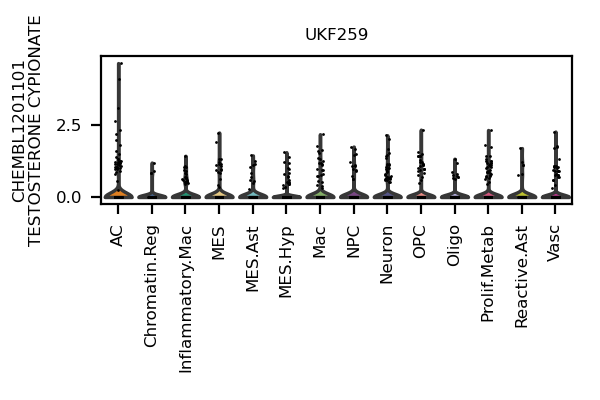 UKF259
CHEMBL1201101
TESTOSTERONE CYPIONATE
2.5
0.0
AC
Chromatin.Reg
Inflammatory.Mac
MES
MES.Ast
MES.Hyp
Mac
NPC
Neuron
OPC
Oligo
Prolif.Metab
Reactive.Ast
Vasc